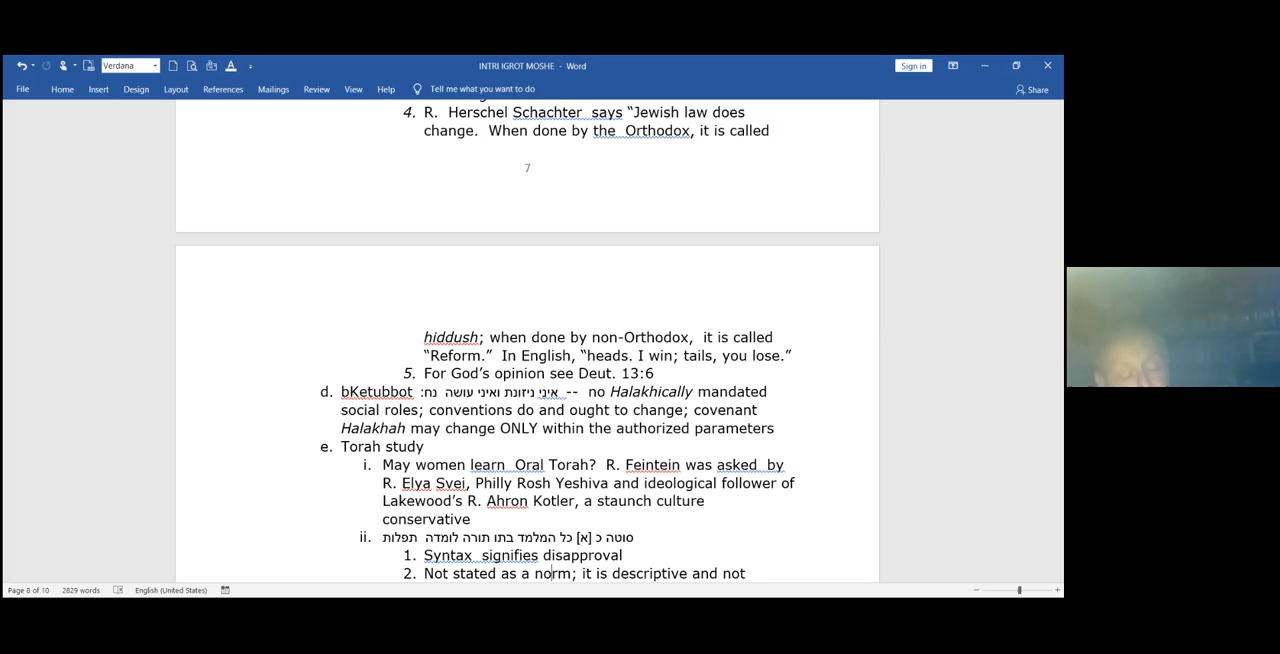 Verdana
INTRI IGROT MOSHE - Word
Sign in
File Home Insert Design Layout References Mailings Review View Help Tell me what you want to do Share
4. R. Herschel Schachter says “Jewish law does
change. When done by the Orthodox, it is called
7
hiddush; when done by non-Orthodox, it is called
“Reform.” In English, “heads. I win; tails, you lose.”
5. For God’s opinion see Deut. 13:6
d. bKetubbot נח: איני ניזונת ואיני עושה -- no Halakhically mandated
social roles; conventions do and ought to change; covenant
Halakhah may change ONLY within the authorized parameters
e. Torah study
i. May women learn Oral Torah? R. Feintein was asked by
R. Elya Svei, Philly Rosh Yeshiva and ideological follower of
Lakewood’s R. Ahron Kotler, a staunch culture
conservative
ii. סוטה כ [א] כל המלמד בתו תורה לומדה תפלות
1. Syntax signifies disapproval
2. Not stated as a norm; it is descriptive and not
Page 8 of 10 2829 words English (United States)